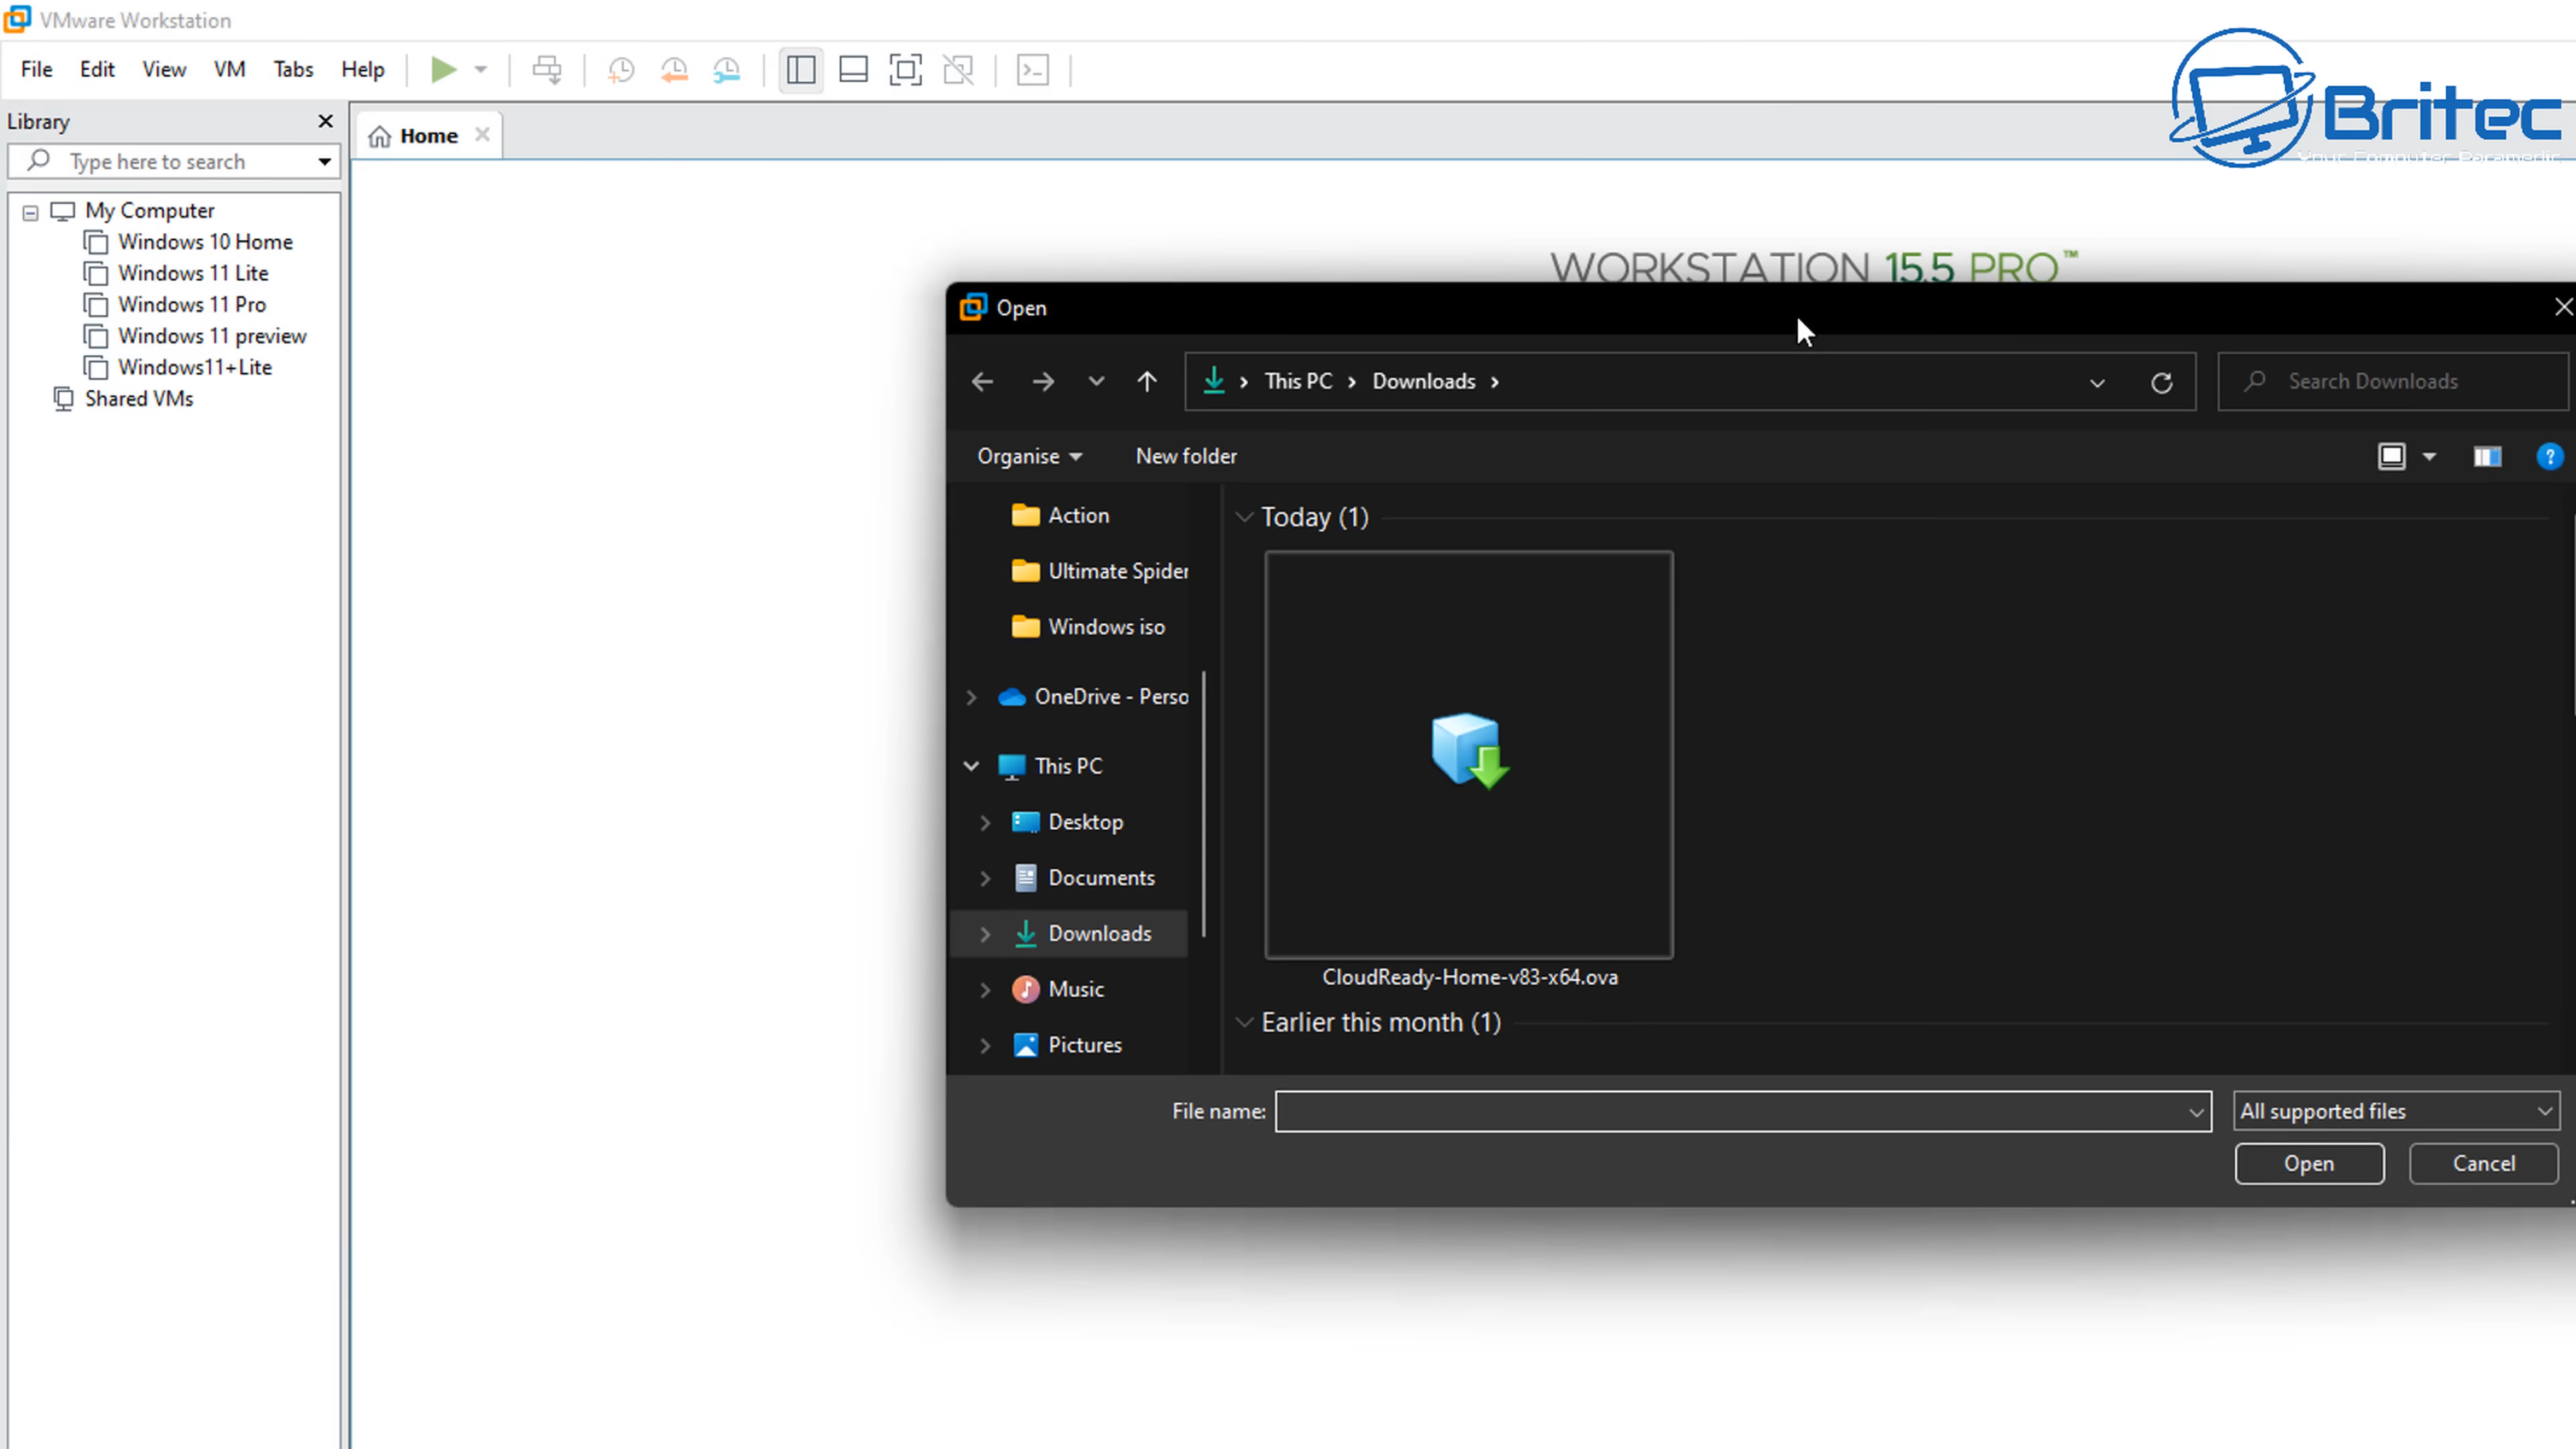 VMware Workstation
File Edit View VM Tabs Help
Britec
Your Computer Paramedic
Library
Type here to search
Home
My Computer
Windows 10 Home
Windows 11 Lite
Windows 11 Pro
Windows 11 preview
Windows11+Lite
Shared VMs
WORKSTATION 15.5 PRO™
Open
This PC > Downloads >
Search Downloads
Organise
New folder
Action
Ultimate Spider
Windows iso
OneDrive - Perso
This PC
Desktop
Documents
Downloads
Music
Pictures
Today (1)
CloudReady-Home-v83-x64.ova
Earlier this month (1)
File name:
All supported files
Open
Cancel